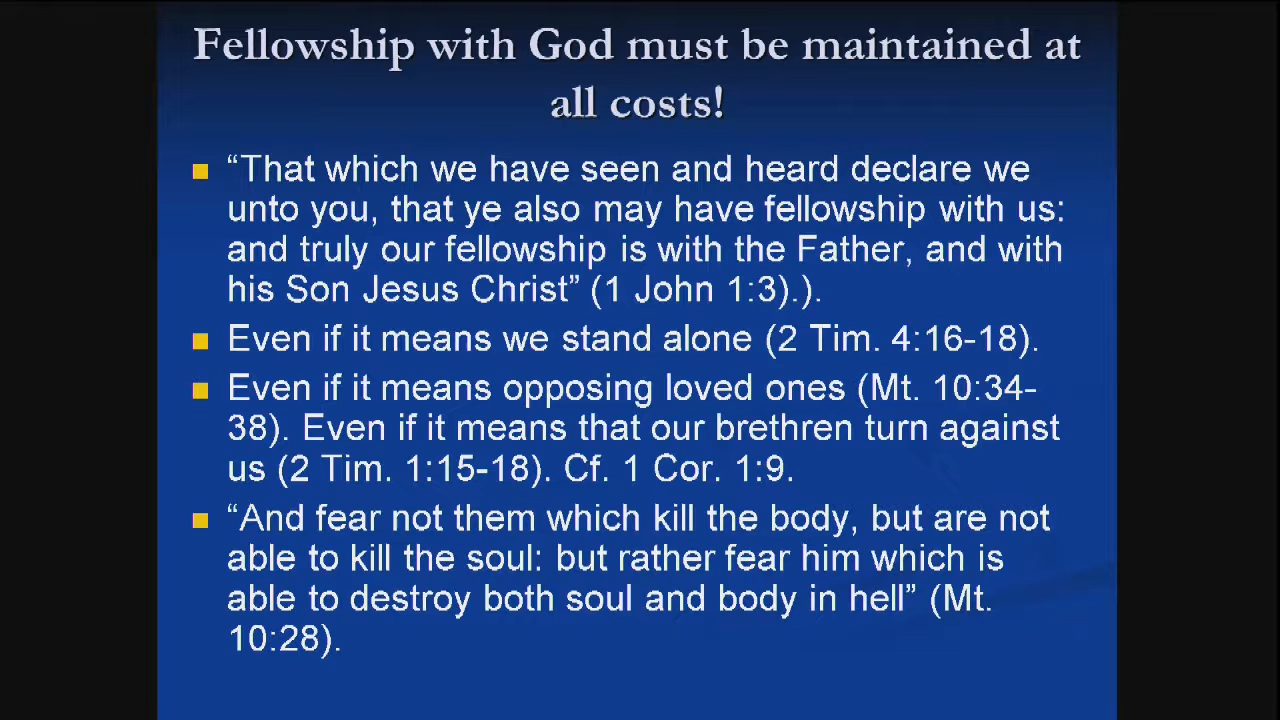 Fellowship with God must be maintained at
all costs!
“That which we have seen and heard declare we
unto you, that ye also may have fellowship with us:
and truly our fellowship is with the Father, and with
his Son Jesus Christ” (1 John 1:3).).
Even if it means we stand alone (2 Tim. 4:16-18).
Even if it means opposing loved ones (Mt. 10:34-
38). Even if it means that our brethren turn against
us (2 Tim. 1:15-18). Cf. 1 Cor. 1:9.
“And fear not them which kill the body, but are not
able to kill the soul: but rather fear him which is
able to destroy both soul and body in hell” (Mt.
10:28).